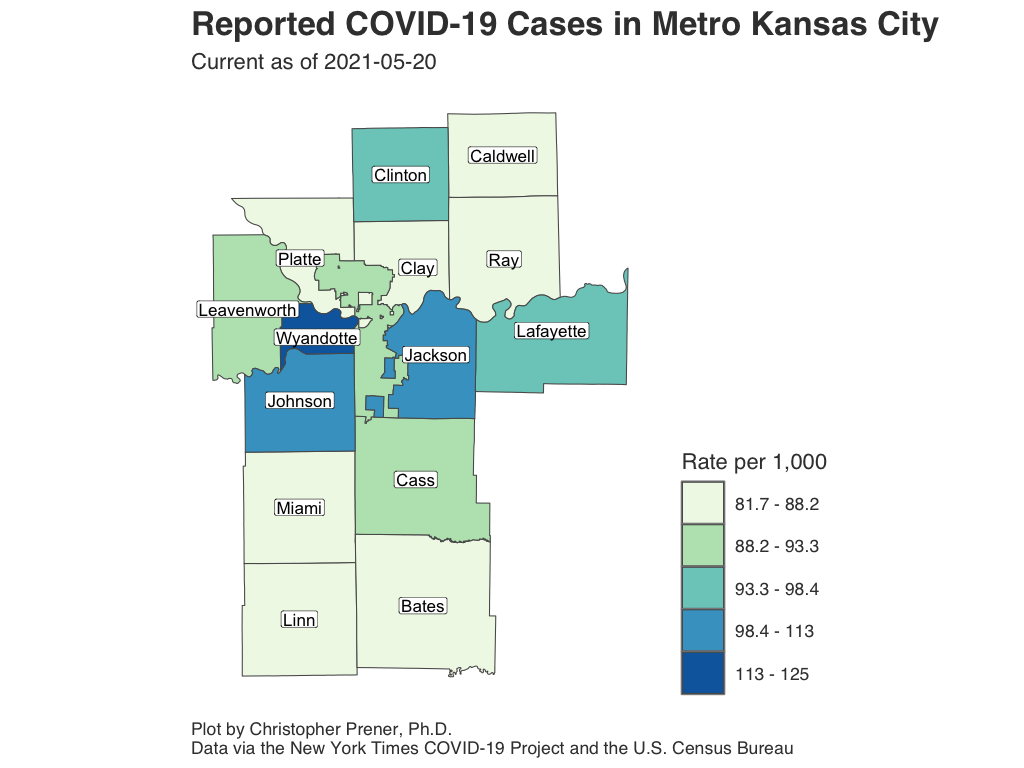 Reported COVID-19 Cases in Metro Kansas City
Current as of 2021-05-20
Caldwell
Clinton
Platte
Clay
Ray
Leavenworth
Wyandotte
Lafayette
Jackson
Johnson
Cass
Miami
Bates
Linn
Rate per 1,000
81.7 - 88.2
88.2 - 93.3
93.3 - 98.4
98.4 - 113
113 - 125
Plot by Christopher Prener, Ph.D.
Data via the New York Times COVID-19 Project and the U.S. Census Bureau